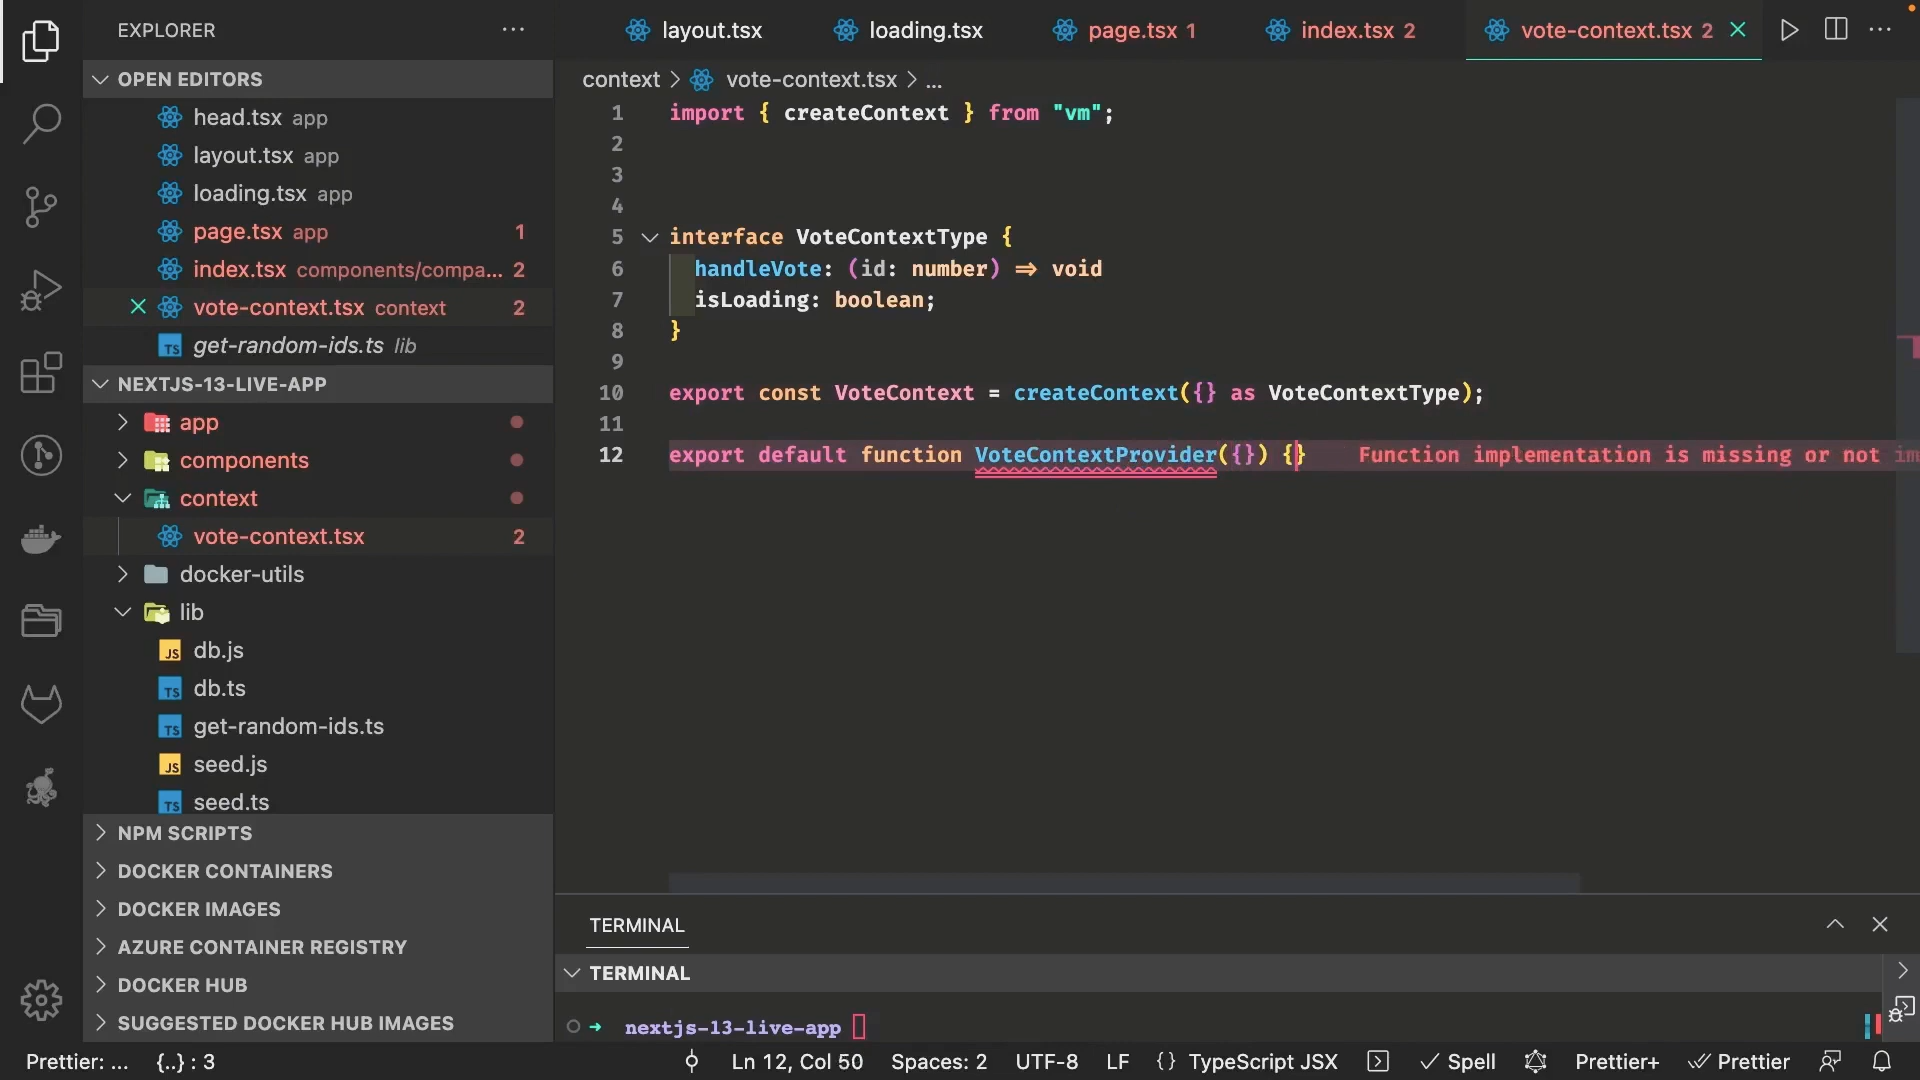 EXPLORER
layout.tsx
loading.tsx
page.tsx 1
index.tsx 2
vote-context.tsx 2
OPEN EDITORS
head.tsx app
layout.tsx app
loading.tsx app
page.tsx app 1
index.tsx components/compa... 2
vote-context.tsx context 2
get-random-ids.ts lib
NEXTJS-13-LIVE-APP
app
components
context
vote-context.tsx 2
docker-utils
lib
db.js
db.ts
get-random-ids.ts
seed.js
seed.ts
NPM SCRIPTS
DOCKER CONTAINERS
DOCKER IMAGES
AZURE CONTAINER REGISTRY
DOCKER HUB
SUGGESTED DOCKER HUB IMAGES
context > vote-context.tsx > ...
1 import { createContext } from "vm";
2
3
4
5 interface VoteContextType {
6 handleVote: (id: number) ⇒ void
7 isLoading: boolean;
8 }
9
10 export const VoteContext = createContext({} as VoteContextType);
11
12 export default function VoteContextProvider({}) {} Function implementation is missing or not im
TERMINAL
TERMINAL
nextjs-13-live-app
Prettier: ... {..} : 3 Ln 12, Col 50 Spaces: 2 UTF-8 LF {} TypeScript JSX Spell Prettier+ Prettier